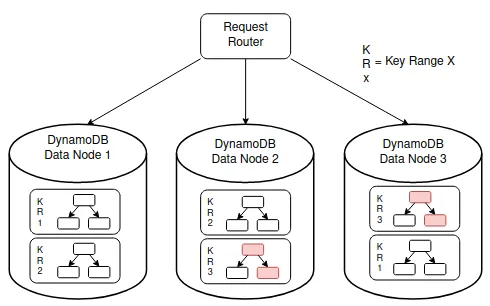 Request
Router
K
R = Key Range X
x
DynamoDB
Data Node 1
DynamoDB
Data Node 2
DynamoDB
Data Node 3
K
R
1
K
R
2
K
R
2
K
R
3
K
R
3
K
R
1